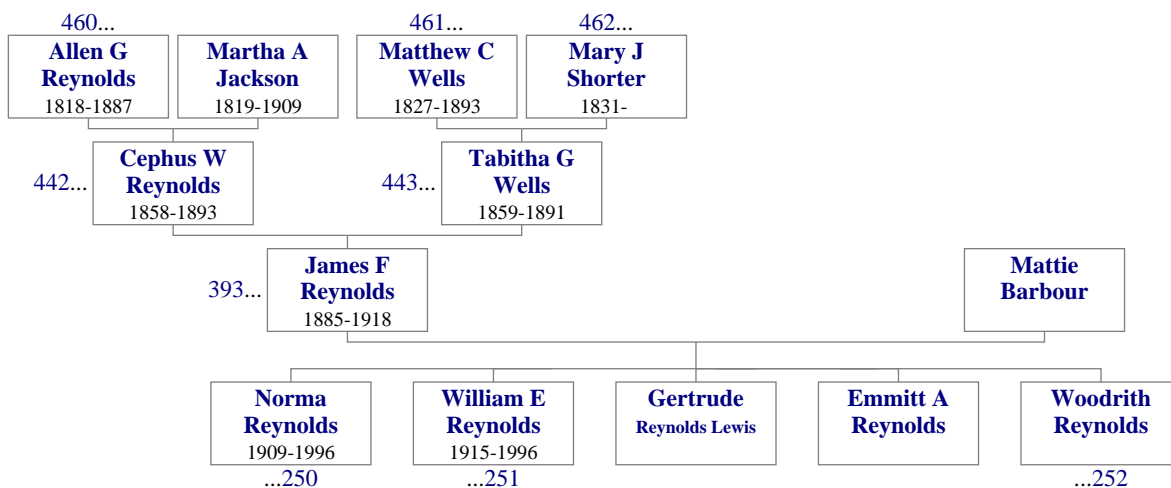 460...
461...
462...
Allen G
Reynolds
1818-1887
Martha A
Jackson
1819-1909
Matthew C
Wells
1827-1893
Mary J
Shorter
1831-
442...
Cephus W
Reynolds
1858-1893
443...
Tabitha G
Wells
1859-1891
393...
James F
Reynolds
1885-1918
Mattie
Barbour
Norma
Reynolds
1909-1996
William E
Reynolds
1915-1996
Gertrude
Reynolds Lewis
Emmitt A
Reynolds
Woodrith
Reynolds
...250
...251
...252